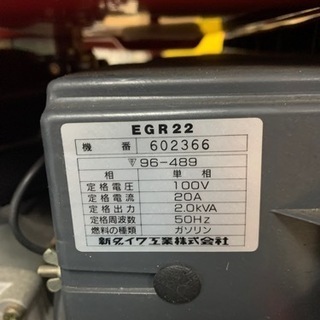 EGR22
機番 602366
▽96-489
相 単相
定格電圧 100V
定格電流 20A
定格出力 2.0kVA
定格周波数 50Hz
燃料の種類 ガソリン
新ダイワ工業株式会社